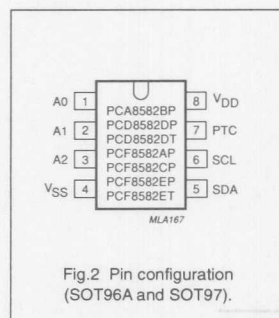 A0 1
A1 2
A2 3
VSS 4
PCA8582BP
PCD8582DP
PCD8582DT
PCF8582AP
PCF8582CP
PCF8582EP
PCF8582ET
8 VDD
7 PTC
6 SCL
5 SDA
MLA167
Fig.2 Pin configuration
(SOT96A and SOT97).